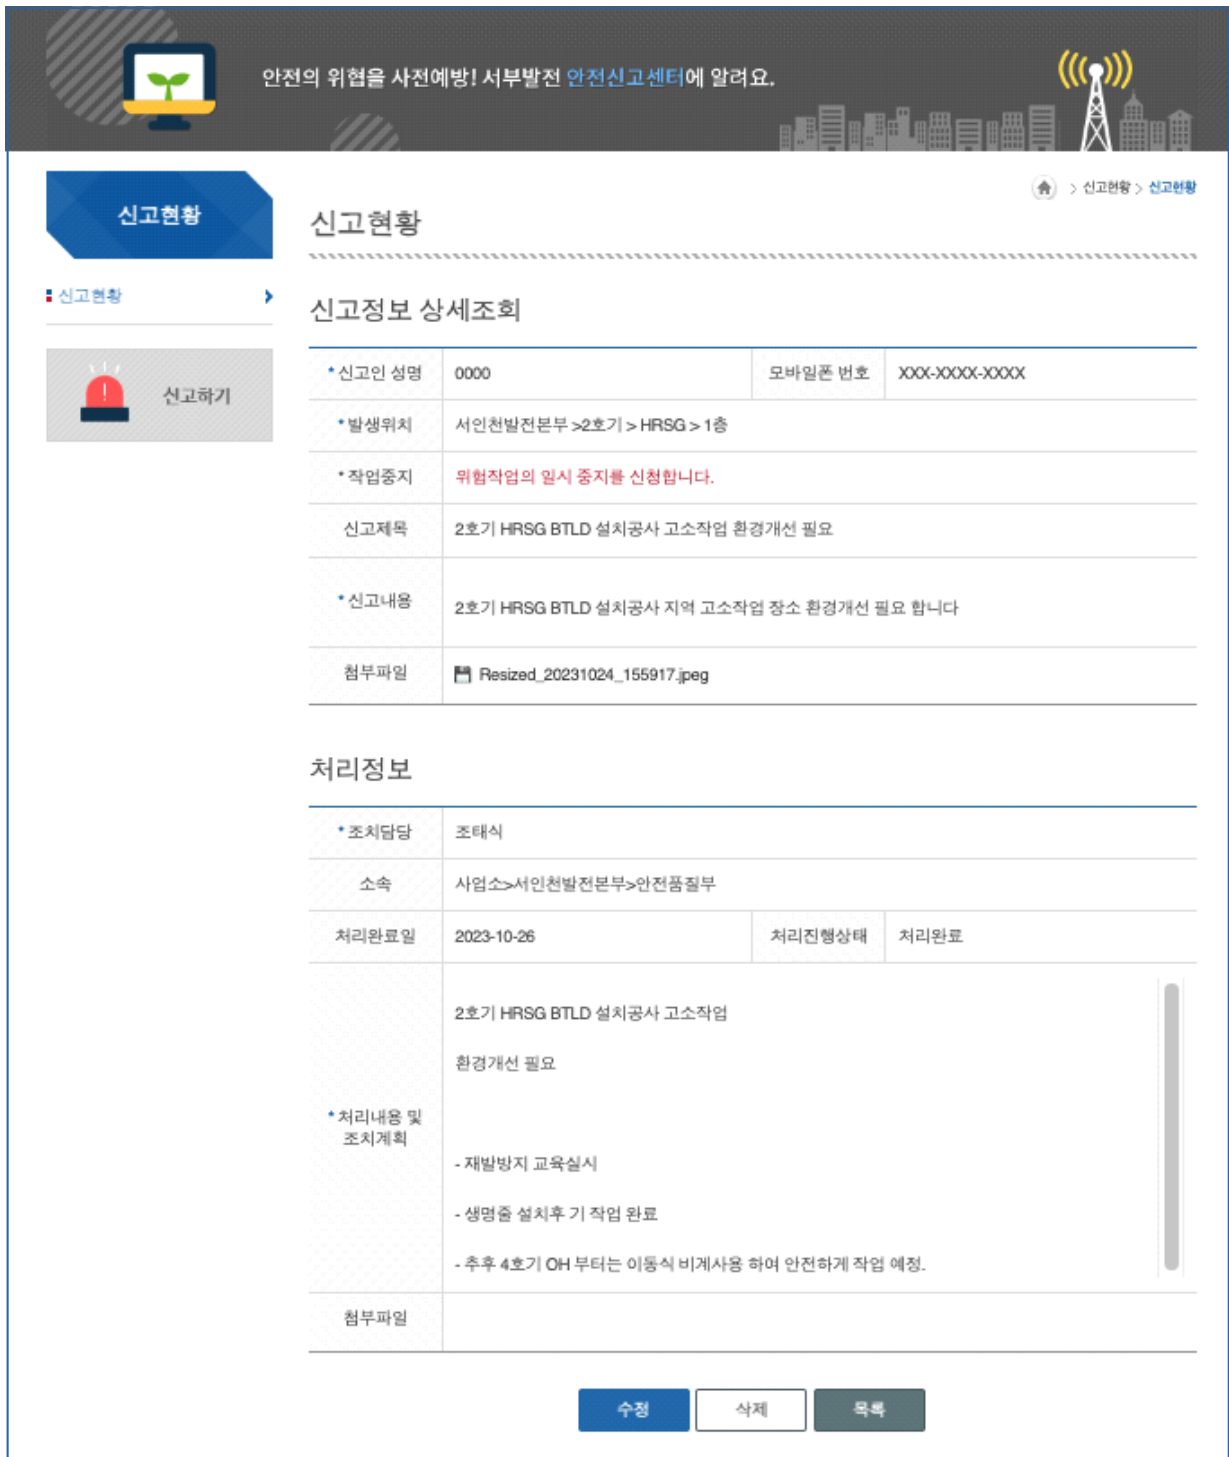 안전의 위협을 사전예방! 서부발전 안전신고센터에 알려요.
> 신고현황 > 신고현황
신고현황
신고현황
신고현황
신고하기
신고정보 상세조회
* 신고인 성명 0000 모바일폰 번호 XXX-XXXX-XXXX
* 발생위치 서인천발전본부 >2호기 > HRSG > 1층
* 작업중지 위험작업의 일시 중지를 신청합니다.
신고제목 2호기 HRSG BTLD 설치공사 고소작업 환경개선 필요
* 신고내용 2호기 HRSG BTLD 설치공사 지역 고소작업 장소 환경개선 필요 합니다
첨부파일 Resized_20231024_155917.jpeg
처리정보
* 조치담당 조태식
소속 사업소>서인천발전본부>안전품질부
처리완료일 2023-10-26 처리진행상태 처리완료
* 처리내용 및
조치계획
2호기 HRSG BTLD 설치공사 고소작업
환경개선 필요
- 재발방지 교육실시
- 생명줄 설치후 기 작업 완료
- 추후 4호기 OH 부터는 이동식 비계사용 하여 안전하게 작업 예정.
첨부파일
수정 삭제 목록